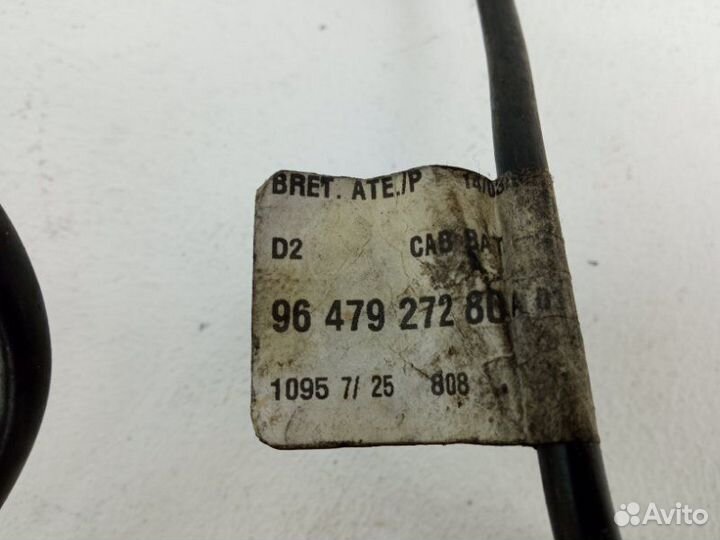 BRET. ATE./P
D2 CAB BAT
96 479 272 80
1095 7/ 25 808
Avito